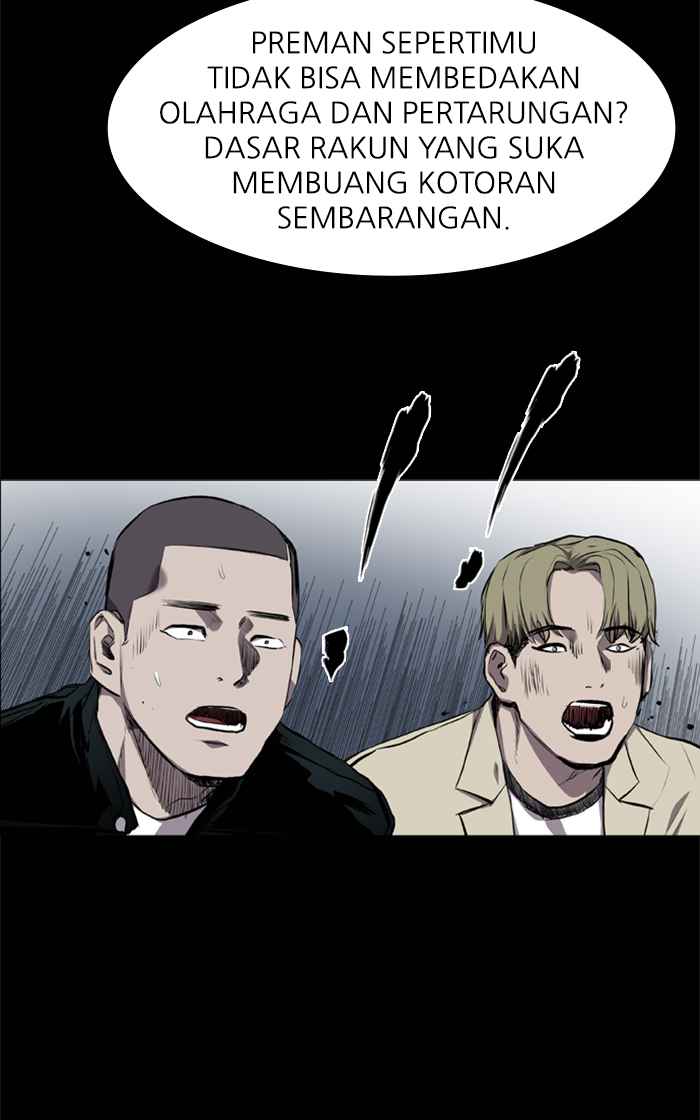 PREMAN SEPERTIMU
TIDAK BISA MEMBEDAKAN
OLAHRAGA DAN PERTARUNGAN?
DASAR RAKUN YANG SUKA
MEMBUANG KOTORAN
SEMBARANGAN.